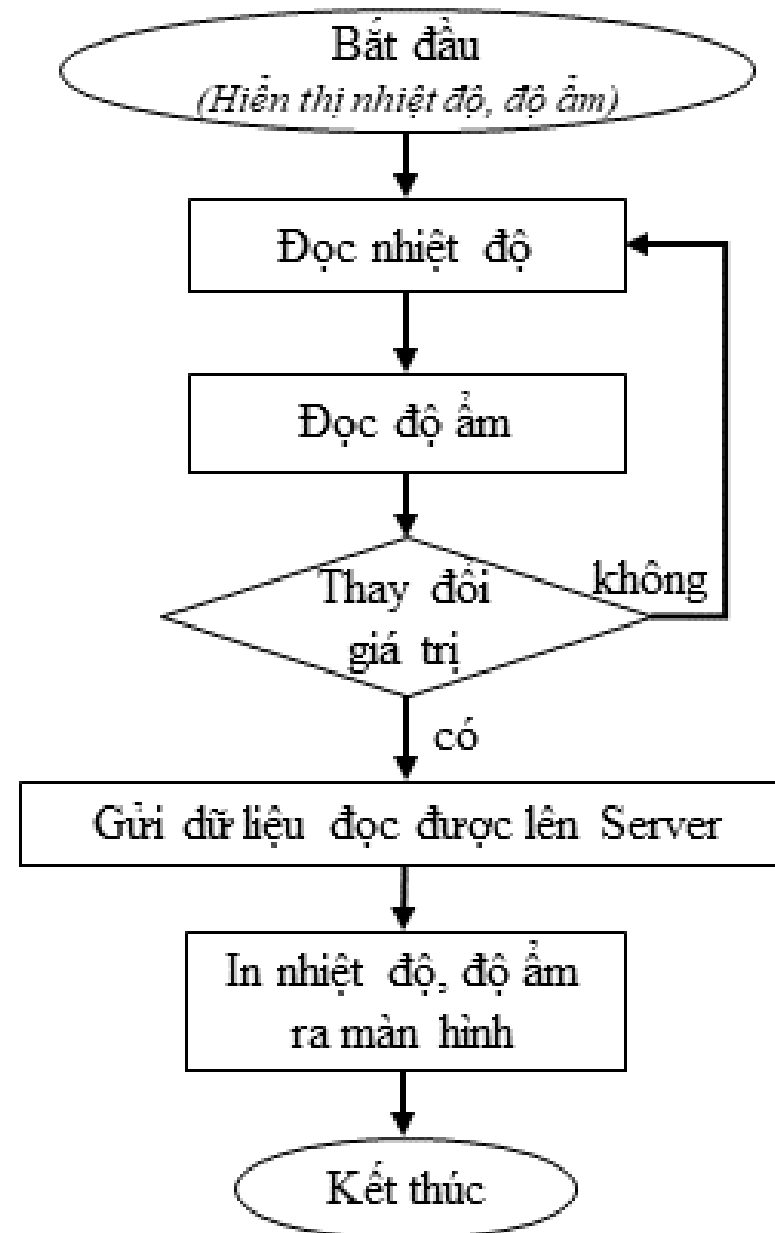 Bắt đầu
(Hiển thị nhiệt độ, độ ẩm)
Đọc nhiệt độ
Đọc độ ẩm
Thay đổi
giá trị
không
có
Gửi dữ liệu đọc được lên Server
In nhiệt độ, độ ẩm
ra màn hình
Kết thúc